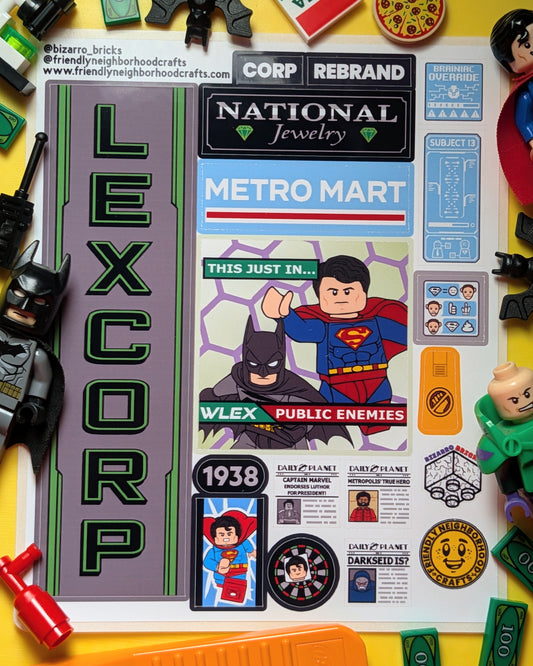 @bizarro_bricks
@friendlyneighborhoodcrafts
www.friendlyneighborhoodcrafts.com
CORP
REBRAND
BRAINIAC
OVERRIDE
NATIONAL
Jewelry
LEXCORP
SUBJECT 13
METRO MART
THIS JUST IN...
WLEX
PUBLIC ENEMIES
1938
DAILY PLANET
CAPTAIN MARVEL
ENDORSES LUTHOR
FOR PRESIDENT!
DAILY PLANET
METROPOLIS' TRUE HERO
DAILY PLANET
DARKSEID IS?
BIZARRO BRICKS
FRIENDLY NEIGHBORHOOD
CRAFTS
100
100